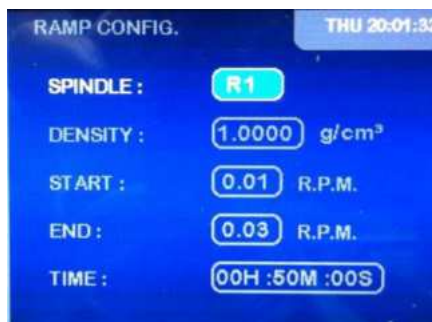 RAMP CONFIG. THU 20:01:32
SPINDLE : R1
DENSITY : 1.0000 g/cm³
START : 0.01 R.P.M.
END : 0.03 R.P.M.
TIME : 00H :50M :00S